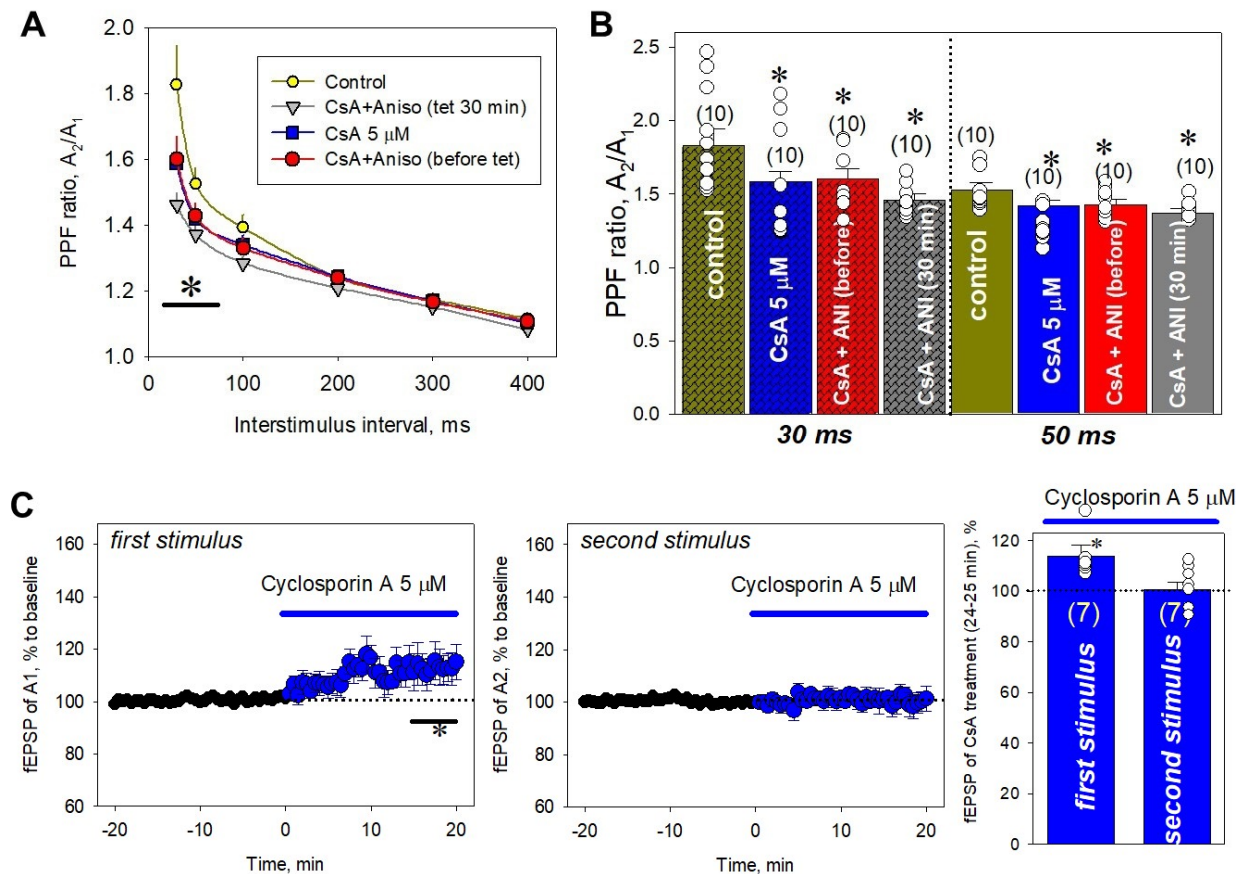 A
PPF ratio, A₂/A₁
2.0
1.8
1.6
1.4
1.2
1.0
Control
CsA+Aniso (tet 30 min)
CsA 5 μM
CsA+Aniso (before tet)
*
0
100
200
300
400
Interstimulus interval, ms
B
PPF ratio, A₂/A₁
2.5
2.0
1.5
1.0
0.5
0.0
(10)
control
*
(10)
CsA 5 μM
*
(10)
CsA + ANI (before)
*
(10)
CsA + ANI (30 min)
(10)
control
*
(10)
CsA 5 μM
*
(10)
CsA + ANI (before)
*
(10)
CsA + ANI (30 min)
30 ms
50 ms
C
fEPSP of A1, % to baseline
160
140
120
100
80
60
first stimulus
Cyclosporin A 5 μM
*
-20
-10
0
10
20
Time, min
fEPSP of A2, % to baseline
160
140
120
100
80
60
second stimulus
Cyclosporin A 5 μM
-20
-10
0
10
20
Time, min
Cyclosporin A 5 μM
fEPSP of CsA treatment (24-25 min), %
120
100
80
60
40
20
0
*
(7)
first stimulus
(7)
second stimulus